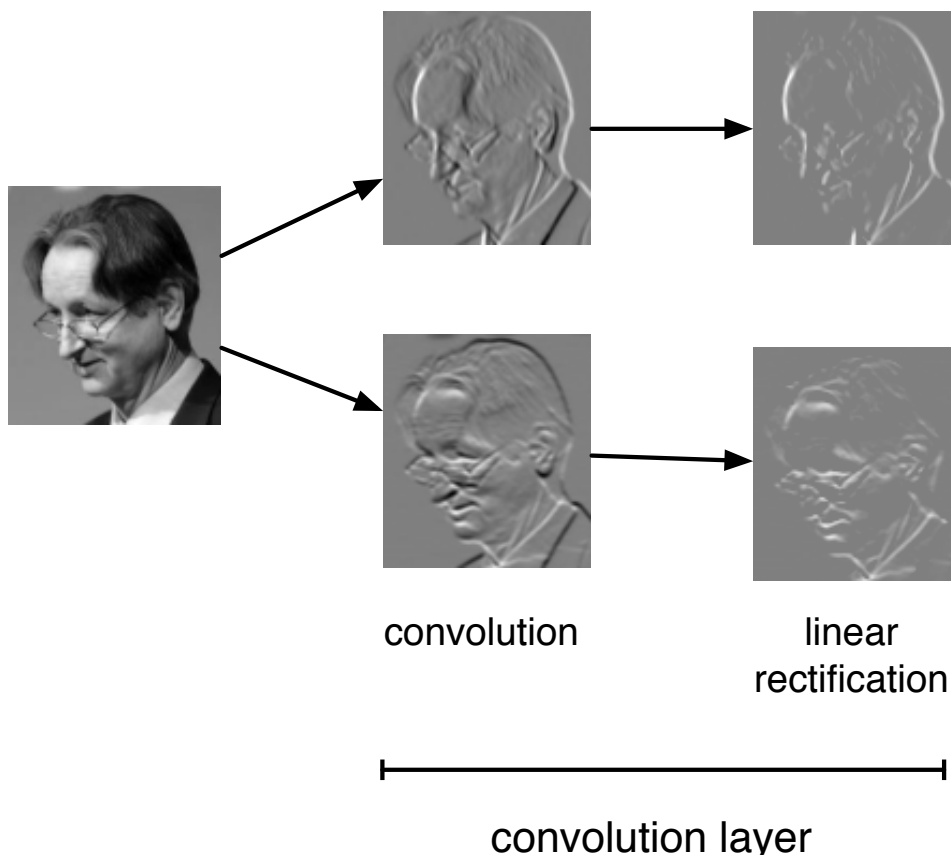 convolution
linear
rectification
convolution layer